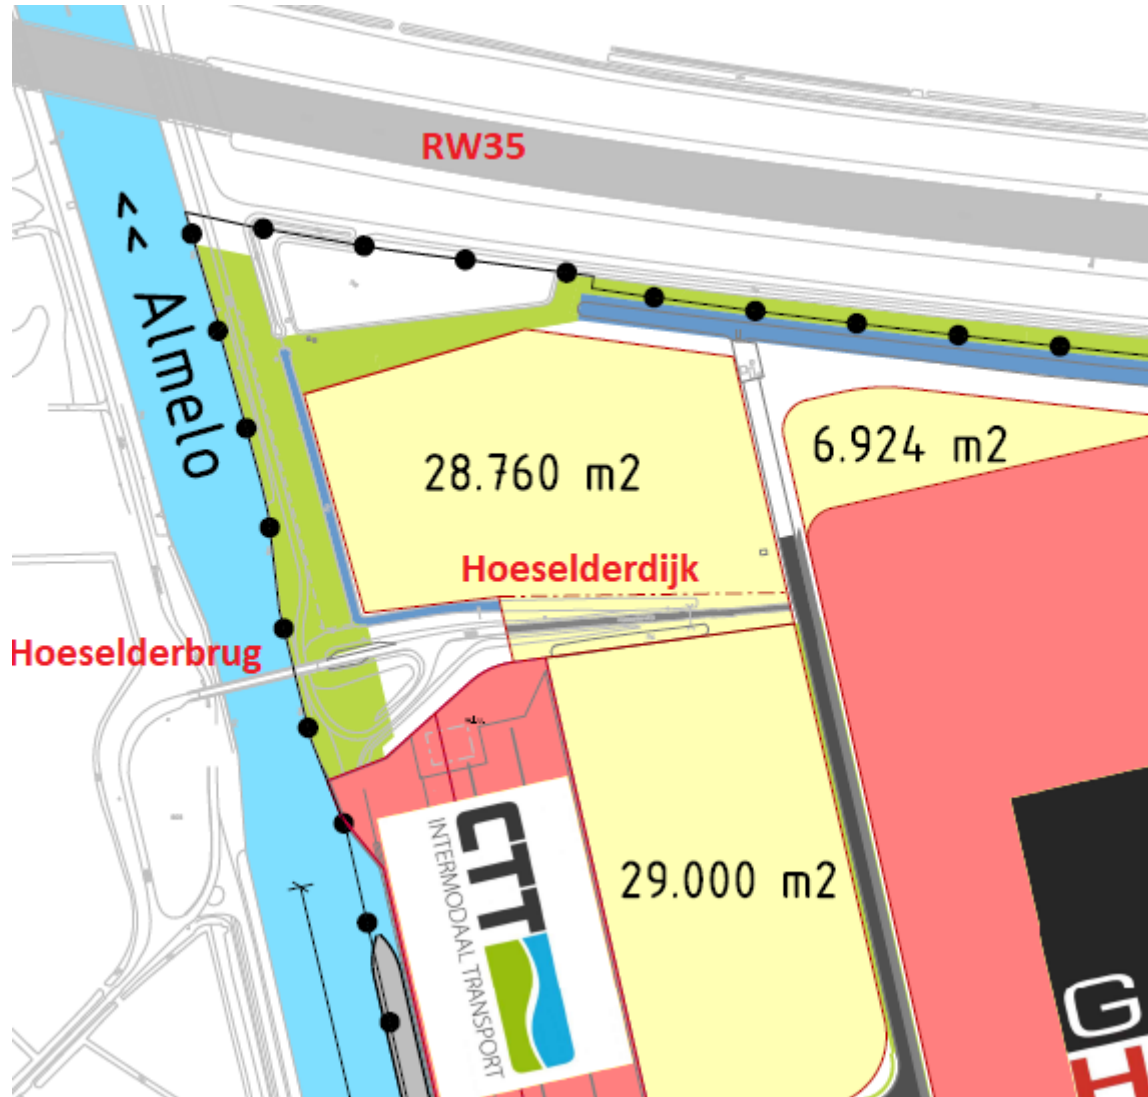 RW35
<< Almelo
28.760 m2
6.924 m2
Hoeselderdijk
Hoeselderbrug
29.000 m2
CTT
INTERMODAAL TRANSPORT
G
H